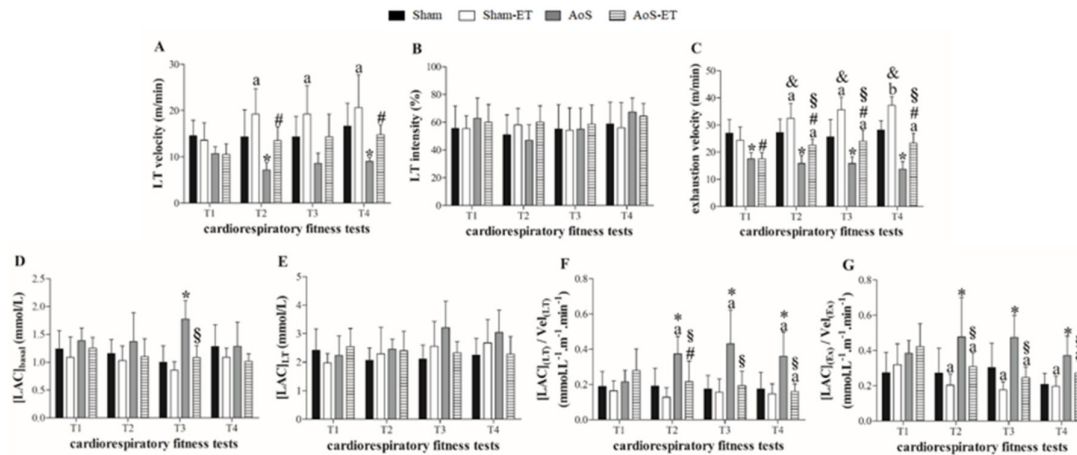 Sham Sham-ET AoS AoS-ET
A
LT velocity (m/min)
30
20
10
0
a a a
# #
* *
T1 T2 T3 T4
cardiorespiratory fitness tests
B
LT intensity (%)
100
80
60
40
20
0
T1 T2 T3 T4
cardiorespiratory fitness tests
C
exhaustion velocity (m/min)
50
40
30
20
10
0
& & &
a a b
§ § §
# # # #
a a a
* * * *
T1 T2 T3 T4
cardiorespiratory fitness tests
D
[LAC]basal (mmol/L)
2.5
2.0
1.5
1.0
0.5
0.0
*
§
T1 T2 T3 T4
cardiorespiratory fitness tests
E
[LAC]LT (mmol/L)
5
4
3
2
1
0
T1 T2 T3 T4
cardiorespiratory fitness tests
F
[LAC](LT) / Vel(LT)
(mmol.L⁻¹.m⁻¹.min⁻¹)
0.8
0.6
0.4
0.2
0.0
* * *
a a a
§ § §
# a
T1 T2 T3 T4
cardiorespiratory fitness tests
G
[LAC](Ex) / Vel(Ex)
(mmol.L⁻¹.m⁻¹.min⁻¹)
0.8
0.6
0.4
0.2
0.0
* * *
§ § §
a a a a a
T1 T2 T3 T4
cardiorespiratory fitness tests